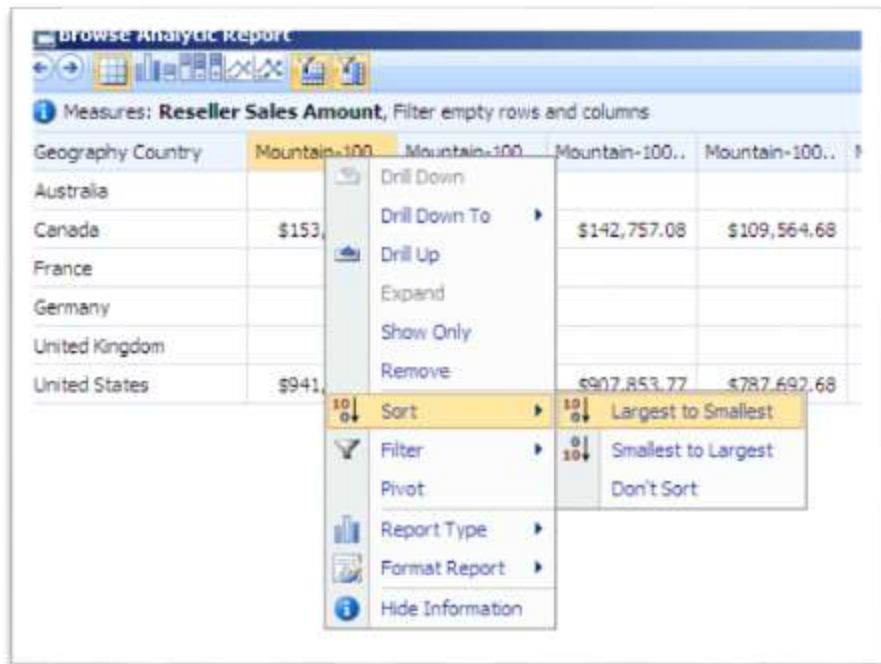 Browse Analytic Report
Measures: Reseller Sales Amount, Filter empty rows and columns
Geography Country Mountain-100 Mountain-100 Mountain-100.. Mountain-100..
Australia
Canada $153, $142,757.08 $109,564.68
France
Germany
United Kingdom
United States $941, $907,853.77 $787,692.68
Drill Down
Drill Down To
Drill Up
Expand
Show Only
Remove
Sort
Largest to Smallest
Smallest to Largest
Don't Sort
Filter
Pivot
Report Type
Format Report
Hide Information